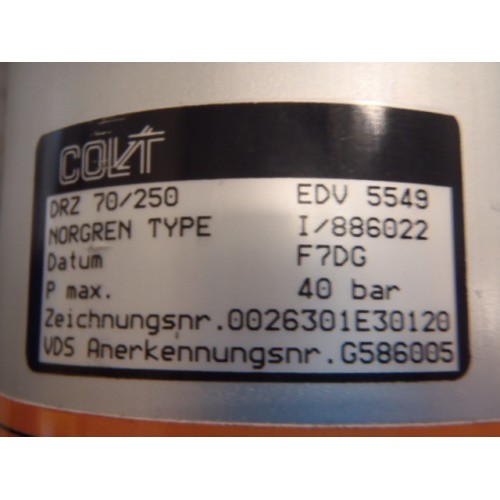 COLT
DRZ 70/250 EDV 5549
NORGREN TYPE I/886022
Datum F7DG
P max. 40 bar
Zeichnungsnr.0026301E30120
VDS Anerkennungsnr.G586005